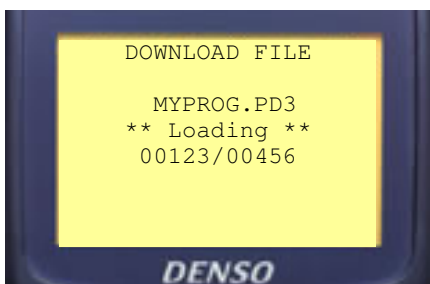 DOWNLOAD FILE
MYPROG.PD3
** Loading **
00123/00456
DENSO